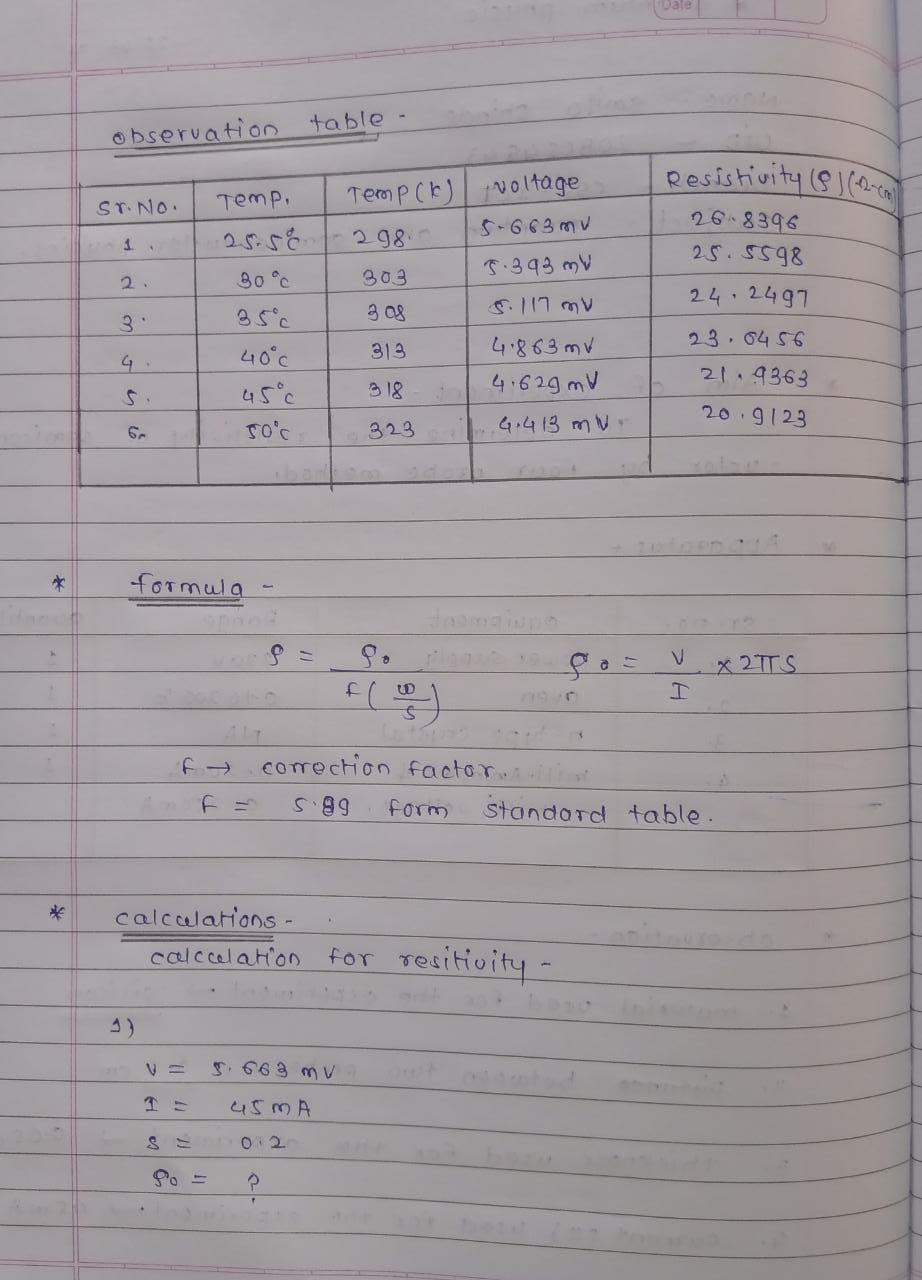 Date
observation table -
Sr. No. Temp. Temp (k) voltage Resistivity (ρ) (Ω-cm)
1. 25.5°c 298. 5.663 mv 26.8396
2. 30°c 303 5.393 mV 25.5598
3. 35°c 308 5.117 mv 24.2497
4. 40°c 313 4.863 mv 23.0456
5. 45°c 318 4.629 mV 21.9363
6. 50°c 323 4.413 mV 20.9123
* formula -
ρ = ρ₀ / f(ω/s) ρ₀ = V/I × 2πS
f → correction factor.
f = 5.89 form standard table.
* calculations -
calculation for resitivity -
1)
V = 5.663 mV
I = 45 mA
S = 0.2
ρ₀ = ?